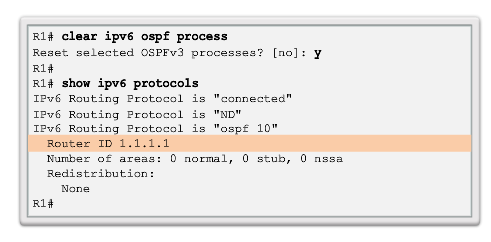 R1# clear ipv6 ospf process
Reset selected OSPFv3 processes? [no]: y
R1#
R1# show ipv6 protocols
IPv6 Routing Protocol is "connected"
IPv6 Routing Protocol is "ND"
IPv6 Routing Protocol is "ospf 10"
Router ID 1.1.1.1
Number of areas: 0 normal, 0 stub, 0 nssa
Redistribution:
None
R1#